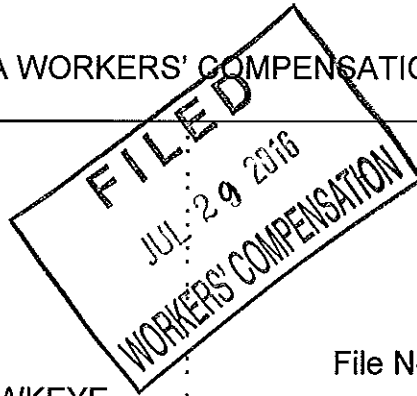 A WORKERS' COMPENSATIO
FILED
JUL 29 2016
WORKERS' COMPENSATION
File N
WKEYE